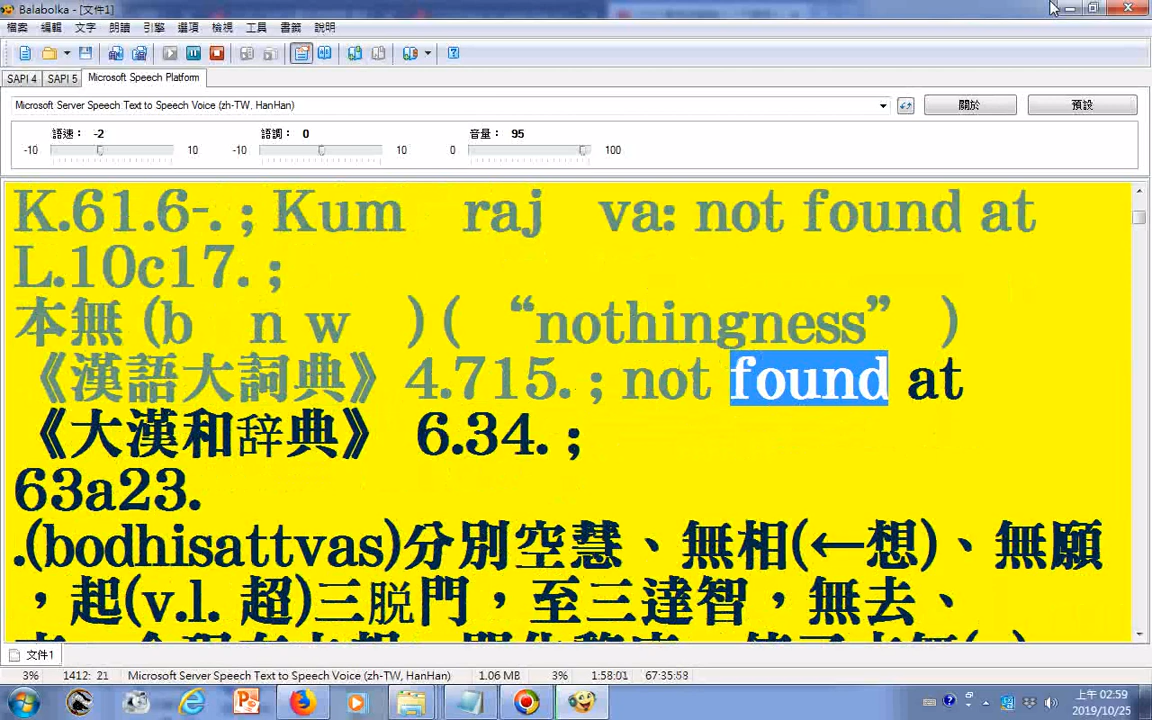 Balabolka - [文件1]
檔案 編輯 文字 朗讀 引擎 選項 檢視 工具 書籤 說明
SAPI 4 SAPI 5 Microsoft Speech Platform
Microsoft Server Speech Text to Speech Voice (zh-TW, HanHan) 關於 預設
語速： -2 語調： 0 音量： 95
-10 10 -10 10 0 100
K.61.6-. ; Kum raj va: not found at
L.10c17. ;
本無 (b n w ) ( “nothingness” )
《漢語大詞典》 4.715. ; not found at
《大漢和辞典》 6.34. ;
63a23.
.(bodhisattvas)分別空慧、無相(←想)、無願
，起(v.l. 超)三脱門，至三達智，無去、
文件1
3% 1412: 21 Microsoft Server Speech Text to Speech Voice (zh-TW, HanHan) 1.06 MB 3% 1:58:01 67:35:58
上午 02:59
2019/10/25